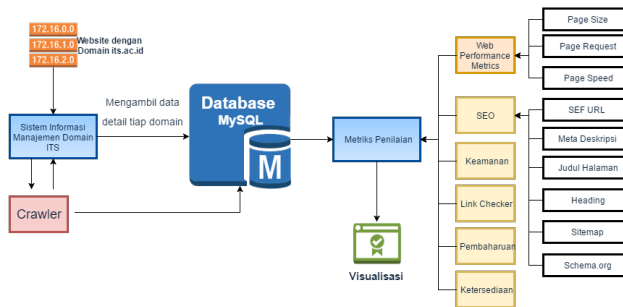 172.16.0.0
172.16.1.0
172.16.2.0
Website dengan
Domain its.ac.id
Sistem Informasi
Manajemen Domain
ITS
Crawler
Mengambil data
detail tiap domain
Database
MySQL
M
Metriks Penilaian
Visualisasi
Web
Performance
Metrics
SEO
Keamanan
Link Checker
Pembaharuan
Ketersediaan
Page Size
Page Request
Page Speed
SEF URL
Meta Deskripsi
Judul Halaman
Heading
Sitemap
Schema.org